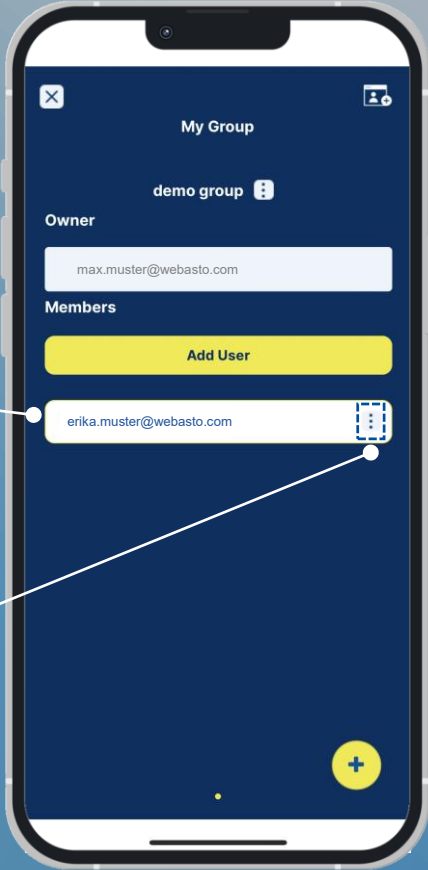 My Group
demo group
Owner
max.muster@webasto.com
Members
Add User
erika.muster@webasto.com